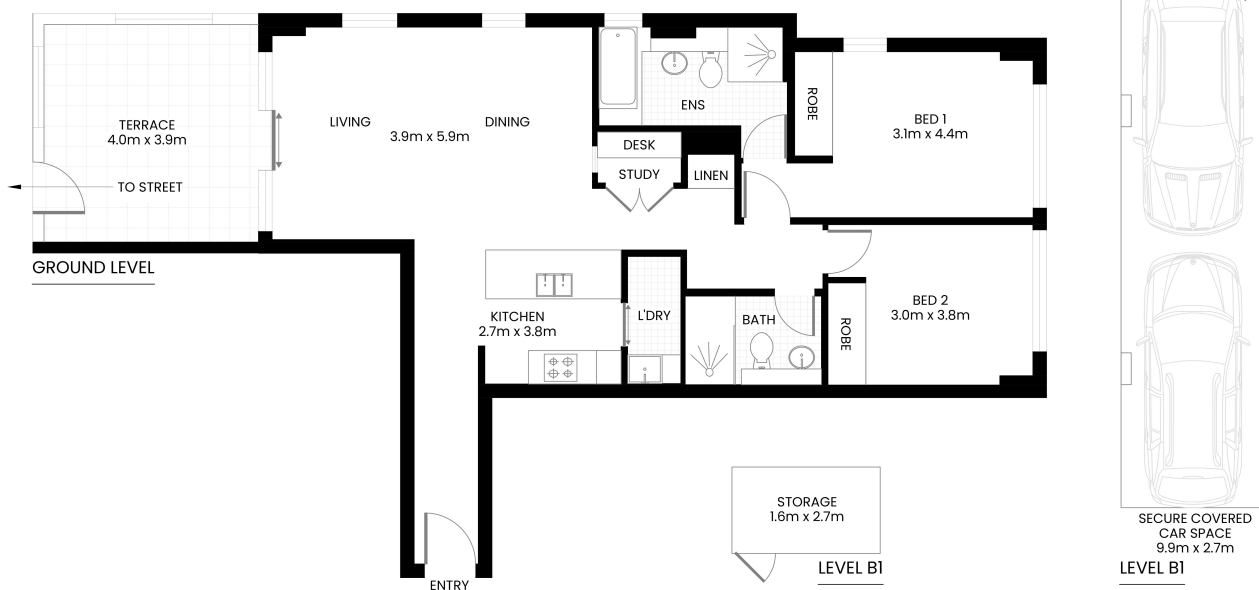 TERRACE
4.0m x 3.9m
TO STREET
GROUND LEVEL
LIVING
DINING
3.9m x 5.9m
ENS
DESK
STUDY
LINEN
ROBE
BED 1
3.1m x 4.4m
KITCHEN
2.7m x 3.8m
L'DRY
BATH
ROBE
BED 2
3.0m x 3.8m
ENTRY
STORAGE
1.6m x 2.7m
LEVEL B1
SECURE COVERED
CAR SPACE
9.9m x 2.7m
LEVEL B1